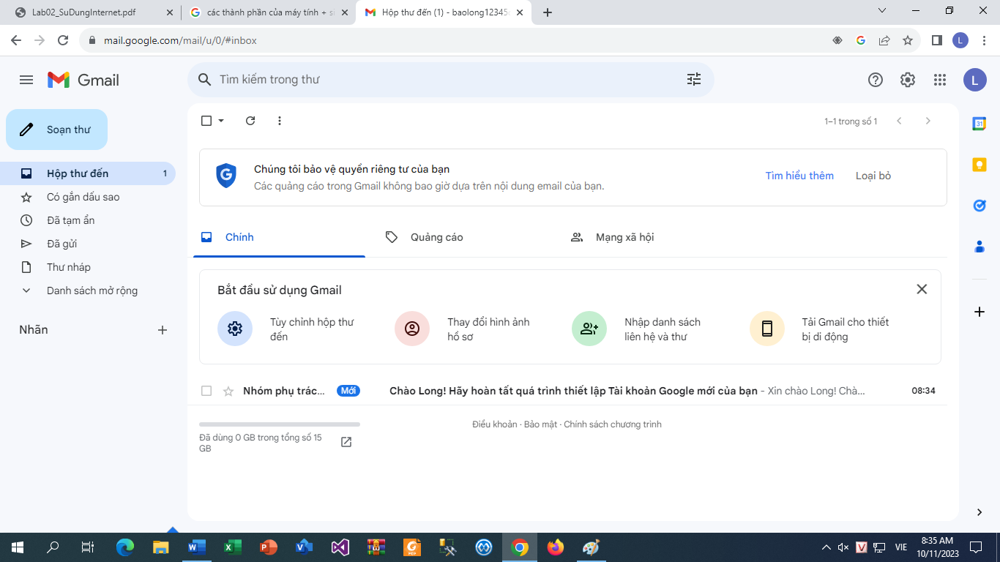 Lab02_SuDungInternet.pdf
các thành phần của máy tính + si
Hộp thư đến (1) - baolong12345
mail.google.com/mail/u/0/#inbox
L
Gmail
Tìm kiếm trong thư
L
Soạn thư
1–1 trong số 1
31
Hộp thư đến 1
Có gắn dấu sao
Đã tạm ẩn
Đã gửi
Thư nháp
Danh sách mở rộng
Nhãn
G
Chúng tôi bảo vệ quyền riêng tư của bạn
Các quảng cáo trong Gmail không bao giờ dựa trên nội dung email của bạn.
Tìm hiểu thêm
Loại bỏ
Chính
Quảng cáo
Mạng xã hội
Bắt đầu sử dụng Gmail
Tùy chỉnh hộp thư
đến
Thay đổi hình ảnh
hồ sơ
Nhập danh sách
liên hệ và thư
Tải Gmail cho thiết
bị di động
Nhóm phụ trác... Mới Chào Long! Hãy hoàn tất quá trình thiết lập Tài khoản Google mới của bạn - Xin chào Long! Chà... 08:34
Đã dùng 0 GB trong tổng số 15
GB
Điều khoản · Bảo mật · Chính sách chương trình
VIE
8:35 AM
10/11/2023